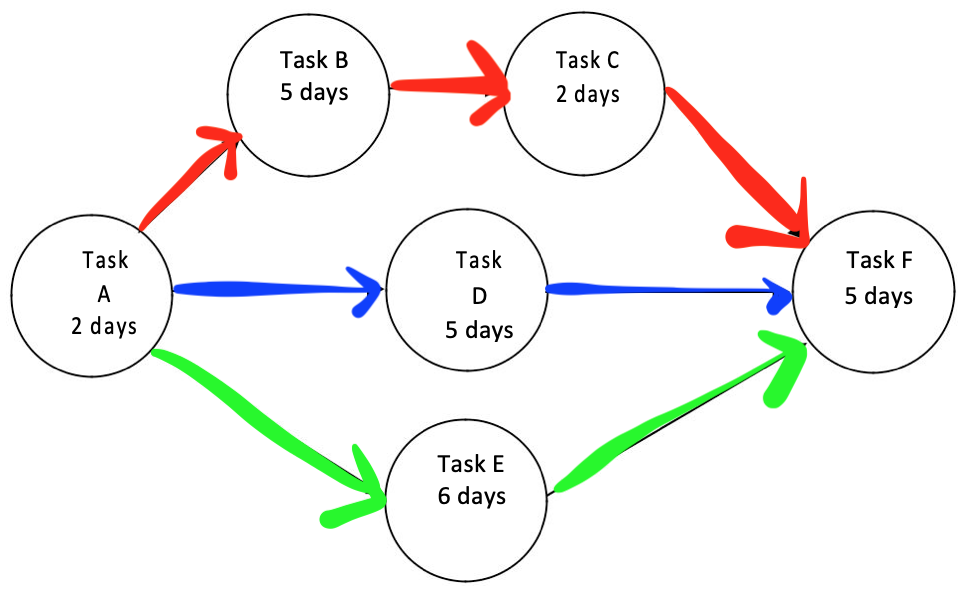 Task B
5 days
Task C
2 days
Task
A
2 days
Task
D
5 days
Task F
5 days
Task E
6 days